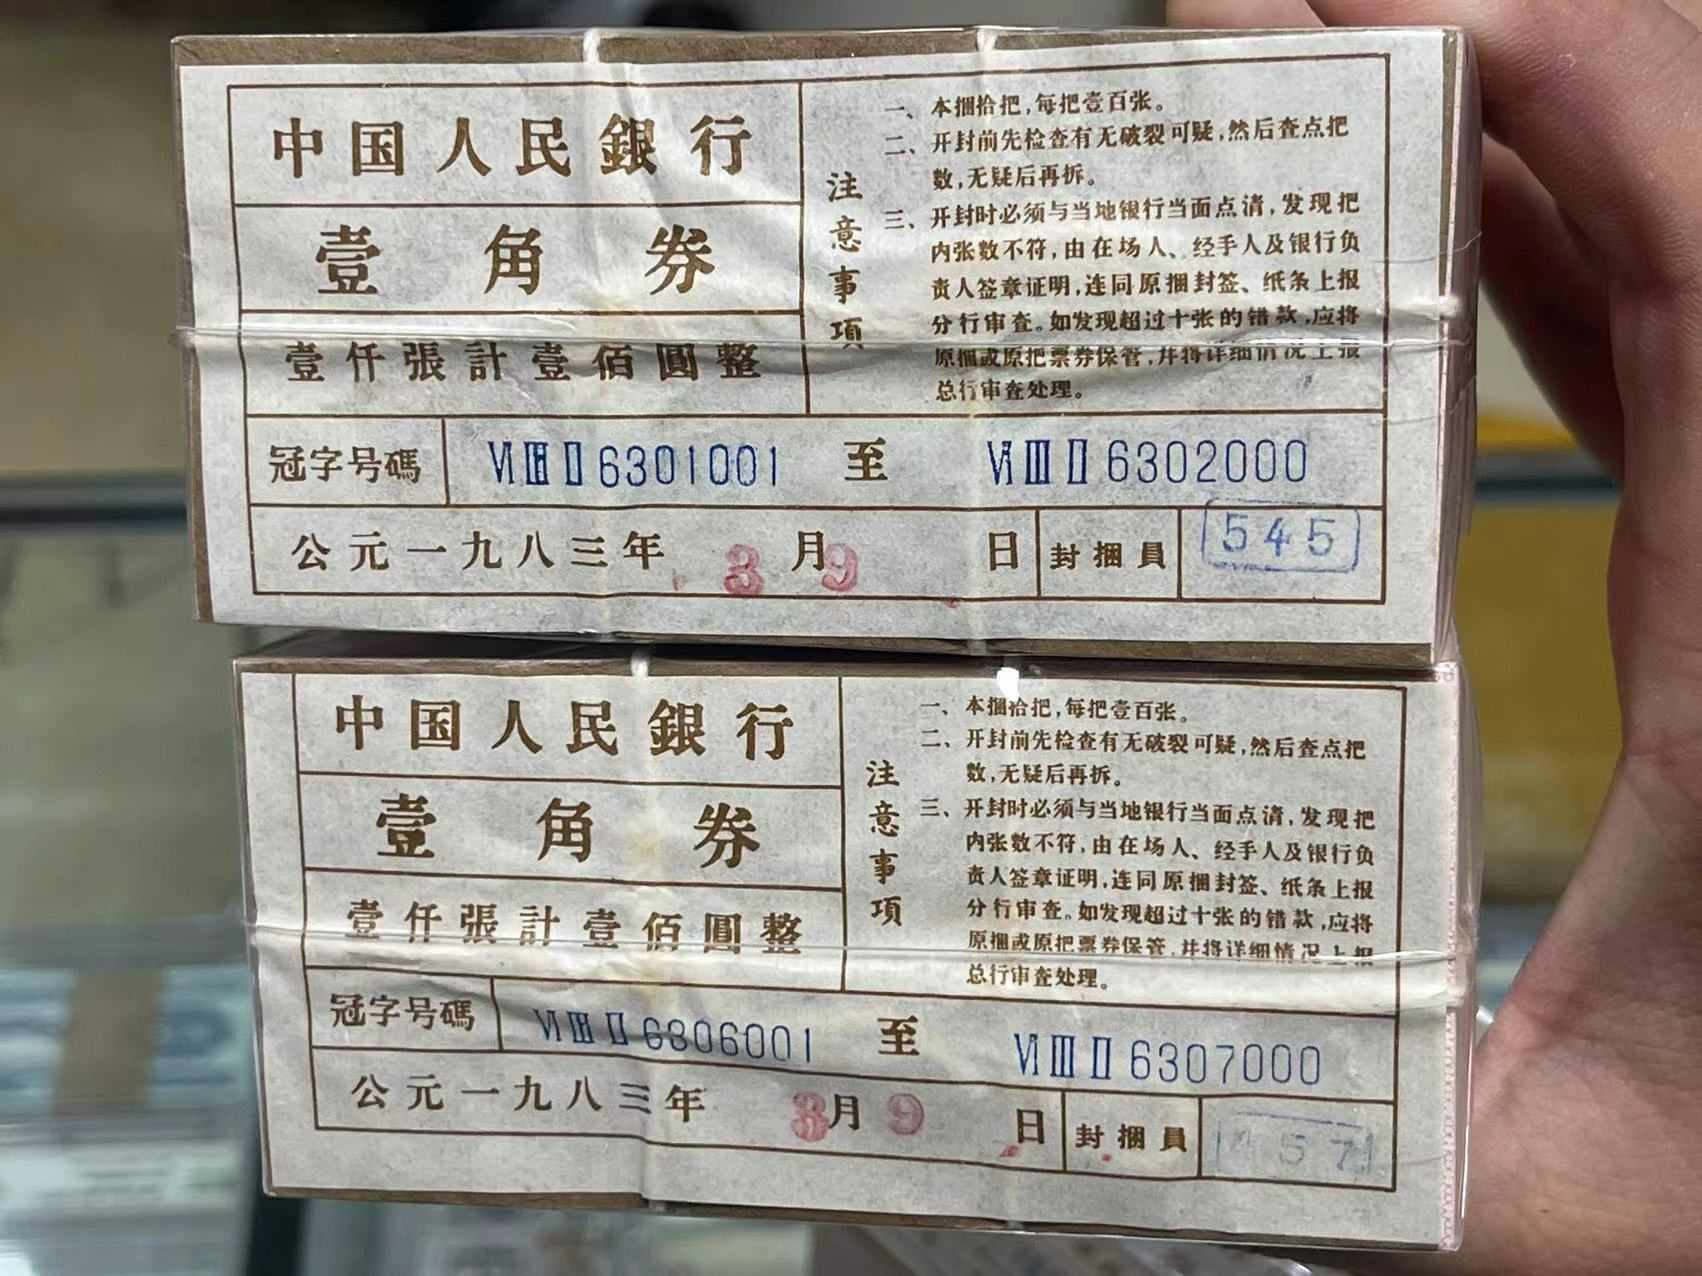 中国人民銀行
壹角券
壹仟張計壹佰圓整
注意事項
一、本捆拾把，每把壹百张。
二、开封前先检查有无破裂可疑，然后查点把
数，无疑后再拆。
三、开封时必须与当地银行当面点清，发现把
内张数不符，由在场人、经手人及银行负
责人签章证明，连同原捆封签、纸条上报
分行审查。如发现超过十张的错款，应将
原捆或原把票券保管，并将详细情况上报
总行审查处理。
冠字号碼 ⅥⅢⅡ6301001 至 ⅥⅢⅡ6302000
公元一九八三年 3月9日 封捆員 545
中国人民銀行
壹角券
壹仟張計壹佰圓整
注意事項
一、本捆拾把，每把壹百张。
二、开封前先检查有无破裂可疑，然后查点把
数，无疑后再拆。
三、开封时必须与当地银行当面点清，发现把
内张数不符，由在场人、经手人及银行负
责人签章证明，连同原捆封签、纸条上报
分行审查。如发现超过十张的错款，应将
原捆或原把票券保管，并将详细情况上报
总行审查处理。
冠字号碼 ⅥⅢⅡ6306001 至 ⅥⅢⅡ6307000
公元一九八三年 3月9日 封捆員 457